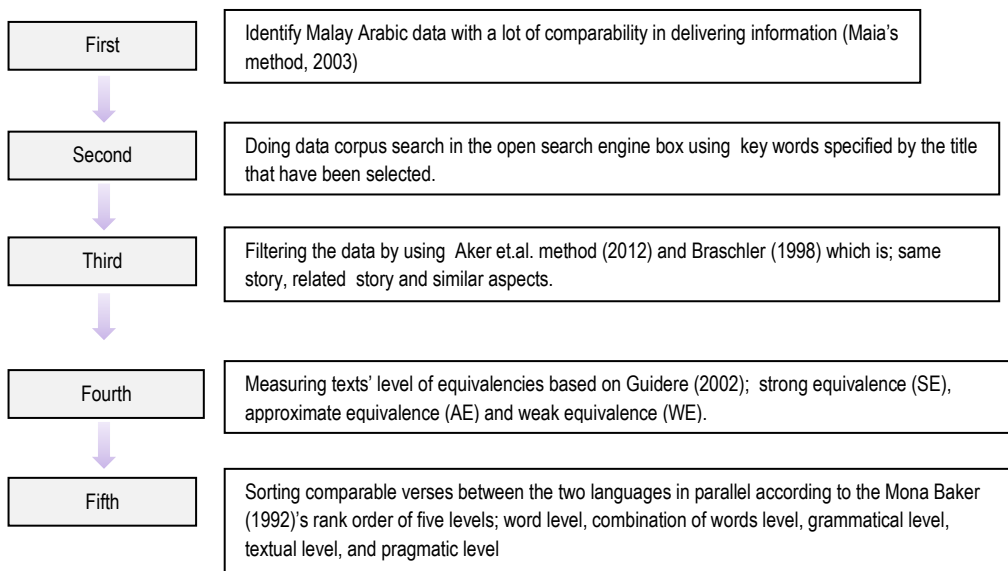 First
Identify Malay Arabic data with a lot of comparability in delivering information (Maia's
method, 2003)
Second
Doing data corpus search in the open search engine box using key words specified by the title
that have been selected.
Third
Filtering the data by using Aker et.al. method (2012) and Braschler (1998) which is; same
story, related story and similar aspects.
Fourth
Measuring texts' level of equivalencies based on Guidere (2002); strong equivalence (SE),
approximate equivalence (AE) and weak equivalence (WE).
Fifth
Sorting comparable verses between the two languages in parallel according to the Mona Baker
(1992)'s rank order of five levels; word level, combination of words level, grammatical level,
textual level, and pragmatic level